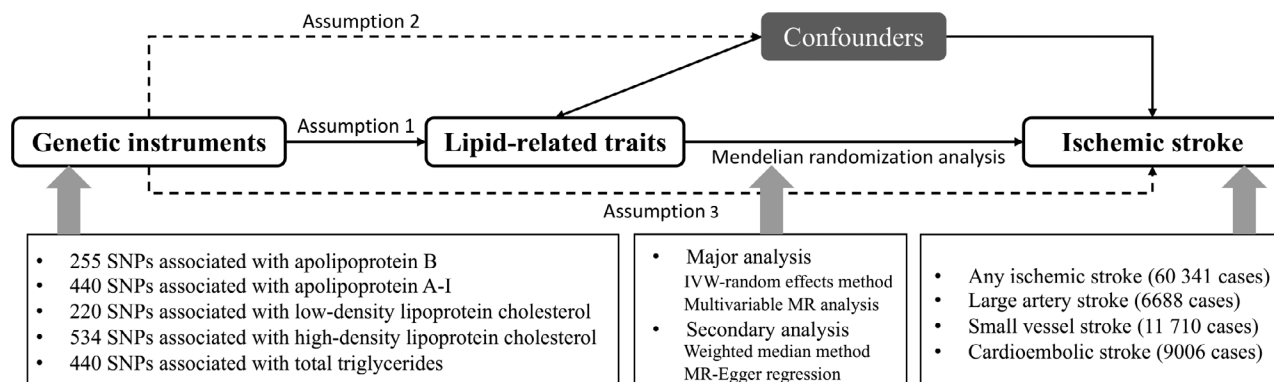 Assumption 2
Confounders
Genetic instruments
Assumption 1
Lipid-related traits
Mendelian randomization analysis
Ischemic stroke
Assumption 3
• 255 SNPs associated with apolipoprotein B
• 440 SNPs associated with apolipoprotein A-I
• 220 SNPs associated with low-density lipoprotein cholesterol
• 534 SNPs associated with high-density lipoprotein cholesterol
• 440 SNPs associated with total triglycerides
• Major analysis
IVW-random effects method
Multivariable MR analysis
• Secondary analysis
Weighted median method
MR-Egger regression
• Any ischemic stroke (60 341 cases)
• Large artery stroke (6688 cases)
• Small vessel stroke (11 710 cases)
• Cardioembolic stroke (9006 cases)